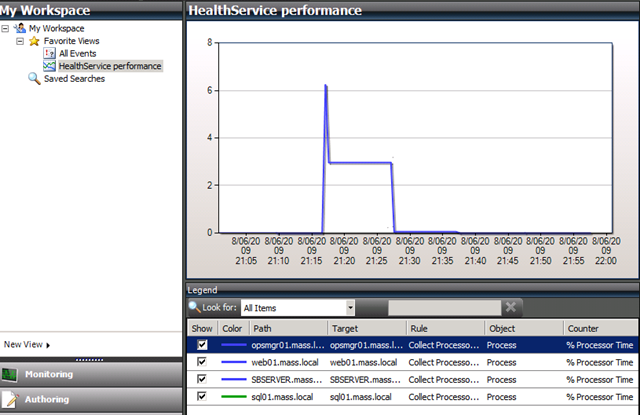 My Workspace
My Workspace
Favorite Views
All Events
HealthService performance
Saved Searches
New View
Monitoring
Authoring
HealthService performance
8
6
4
2
0
8/06/20 8/06/20 8/06/20 8/06/20 8/06/20 8/06/20 8/06/20 8/06/20 8/06/20 8/06/20 8/06/20 8/06/20
09 09 09 09 09 09 09 09 09 09 09 09
21:05 21:10 21:15 21:20 21:25 21:30 21:35 21:40 21:45 21:50 21:55 22:00
Legend
Look for: All Items
Show Color Path Target Rule Object Counter
opsmgr01.mass.l... opsmgr01.mass.l... Collect Processo... Process % Processor Time
web01.mass.local web01.mass.local Collect Processo... Process % Processor Time
SBSERVER.mass... SBSERVER.mass... Collect Processo... Process % Processor Time
sql01.mass.local sql01.mass.local Collect Processo... Process % Processor Time